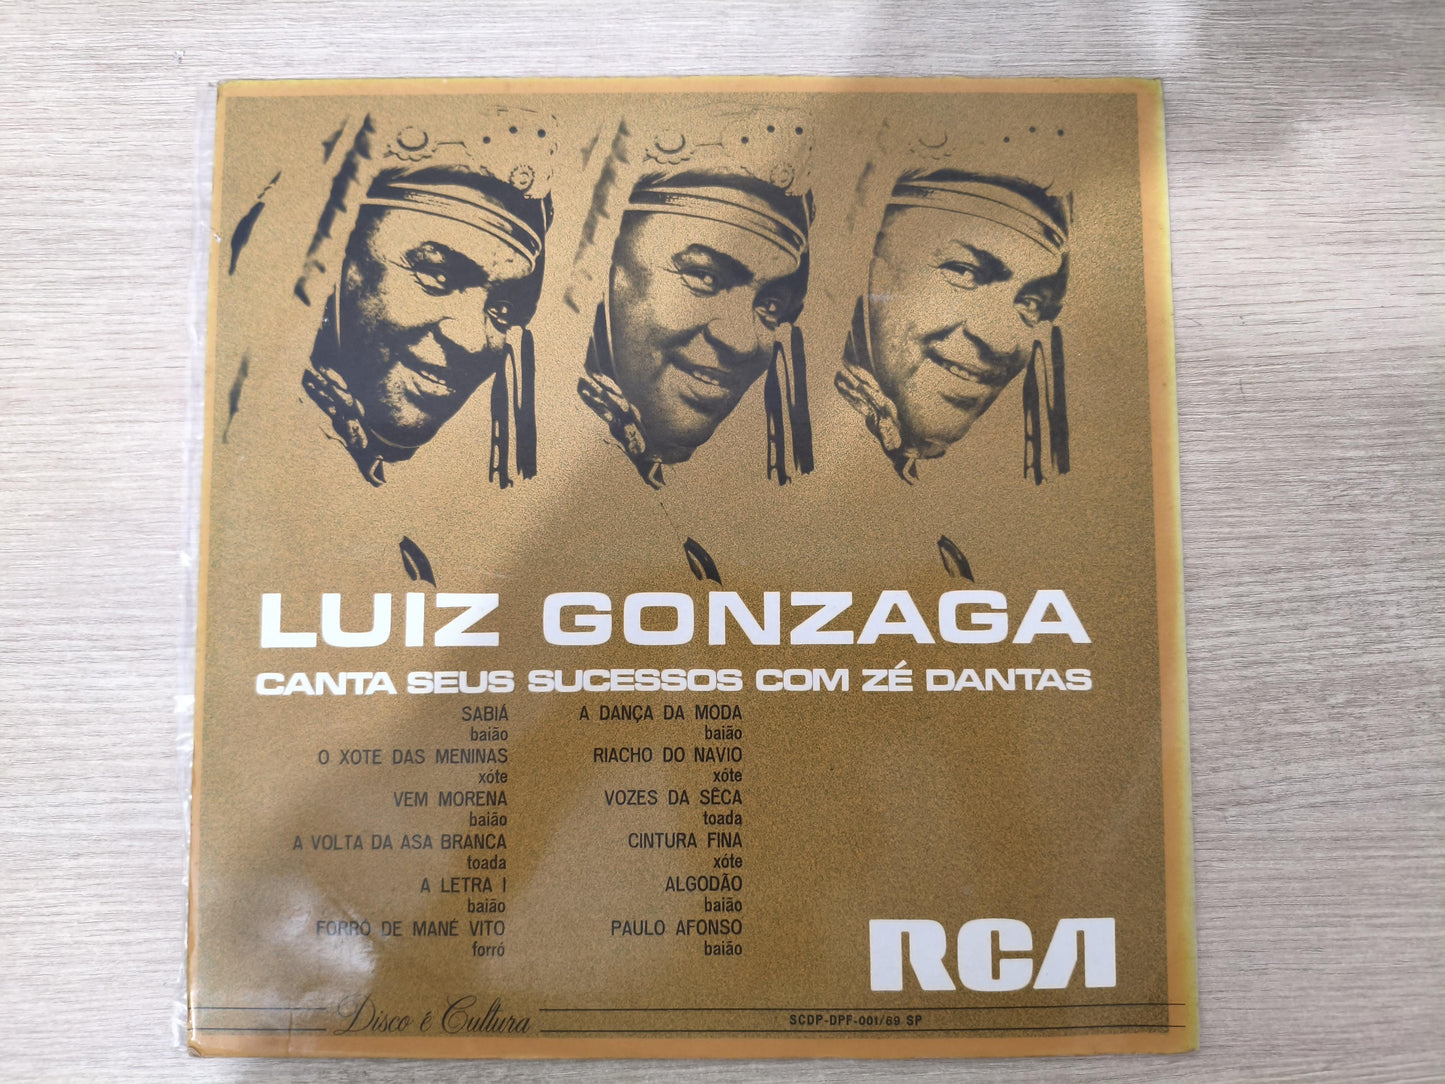 LUIZ GONZAGA
CANTA SEUS SUCESSOS COM ZÉ DANTAS
SABIÁ
baião
O XOTE DAS MENINAS
xóte
VEM MORENA
baião
A VOLTA DA ASA BRANCA
toada
A LETRA I
baião
FORRÓ DE MANÉ VITO
forró
A DANÇA DA MODA
baião
RIACHO DO NAVIO
xóte
VOZES DA SÊCA
toada
CINTURA FINA
xóte
ALGODÃO
baião
PAULO AFONSO
baião
RCA
Disco é Cultura
SCDP-DPF-001/69 SP